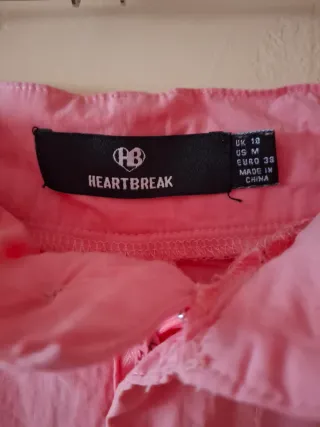 HB
HEARTBREAK
UK 10
US M
EURO 38
MADE IN
CHINA